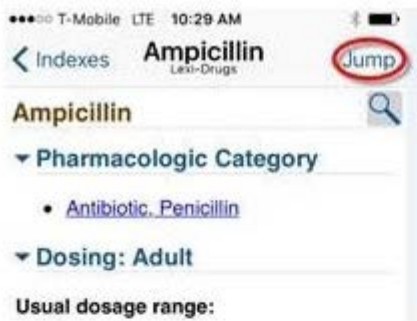 T-Mobile LTE 10:29 AM
Indexes Ampicillin Jump
Lexi-Drugs
Ampicillin
Pharmacologic Category
• Antibiotic, Penicillin
Dosing: Adult
Usual dosage range: